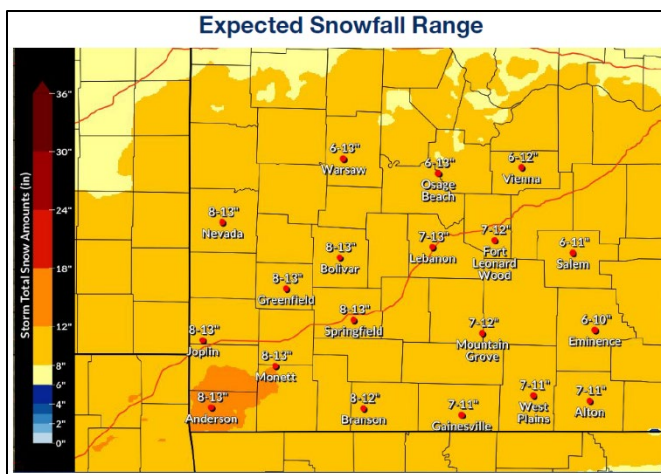 Expected Snowfall Range
Storm Total Snow Amounts (in)
36"
30"
24"
18"
12"
8"
6"
4"
2"
0"
6-13"
Warsaw
6-13"
Osage
Beach
6-12"
Vienna
8-13"
Nevada
8-13"
Bolivar
7-13"
Lebanon
7-12"
Fort
Leonard
Wood
6-11"
Salem
8-13"
Greenfield
8-13"
Springfield
7-12"
Mountain
Grove
6-10"
Eminence
8-13"
Joplin
8-13"
Monett
8-13"
Anderson
8-12"
Branson
7-11"
Gainesville
7-11"
West
Plains
7-11"
Alton